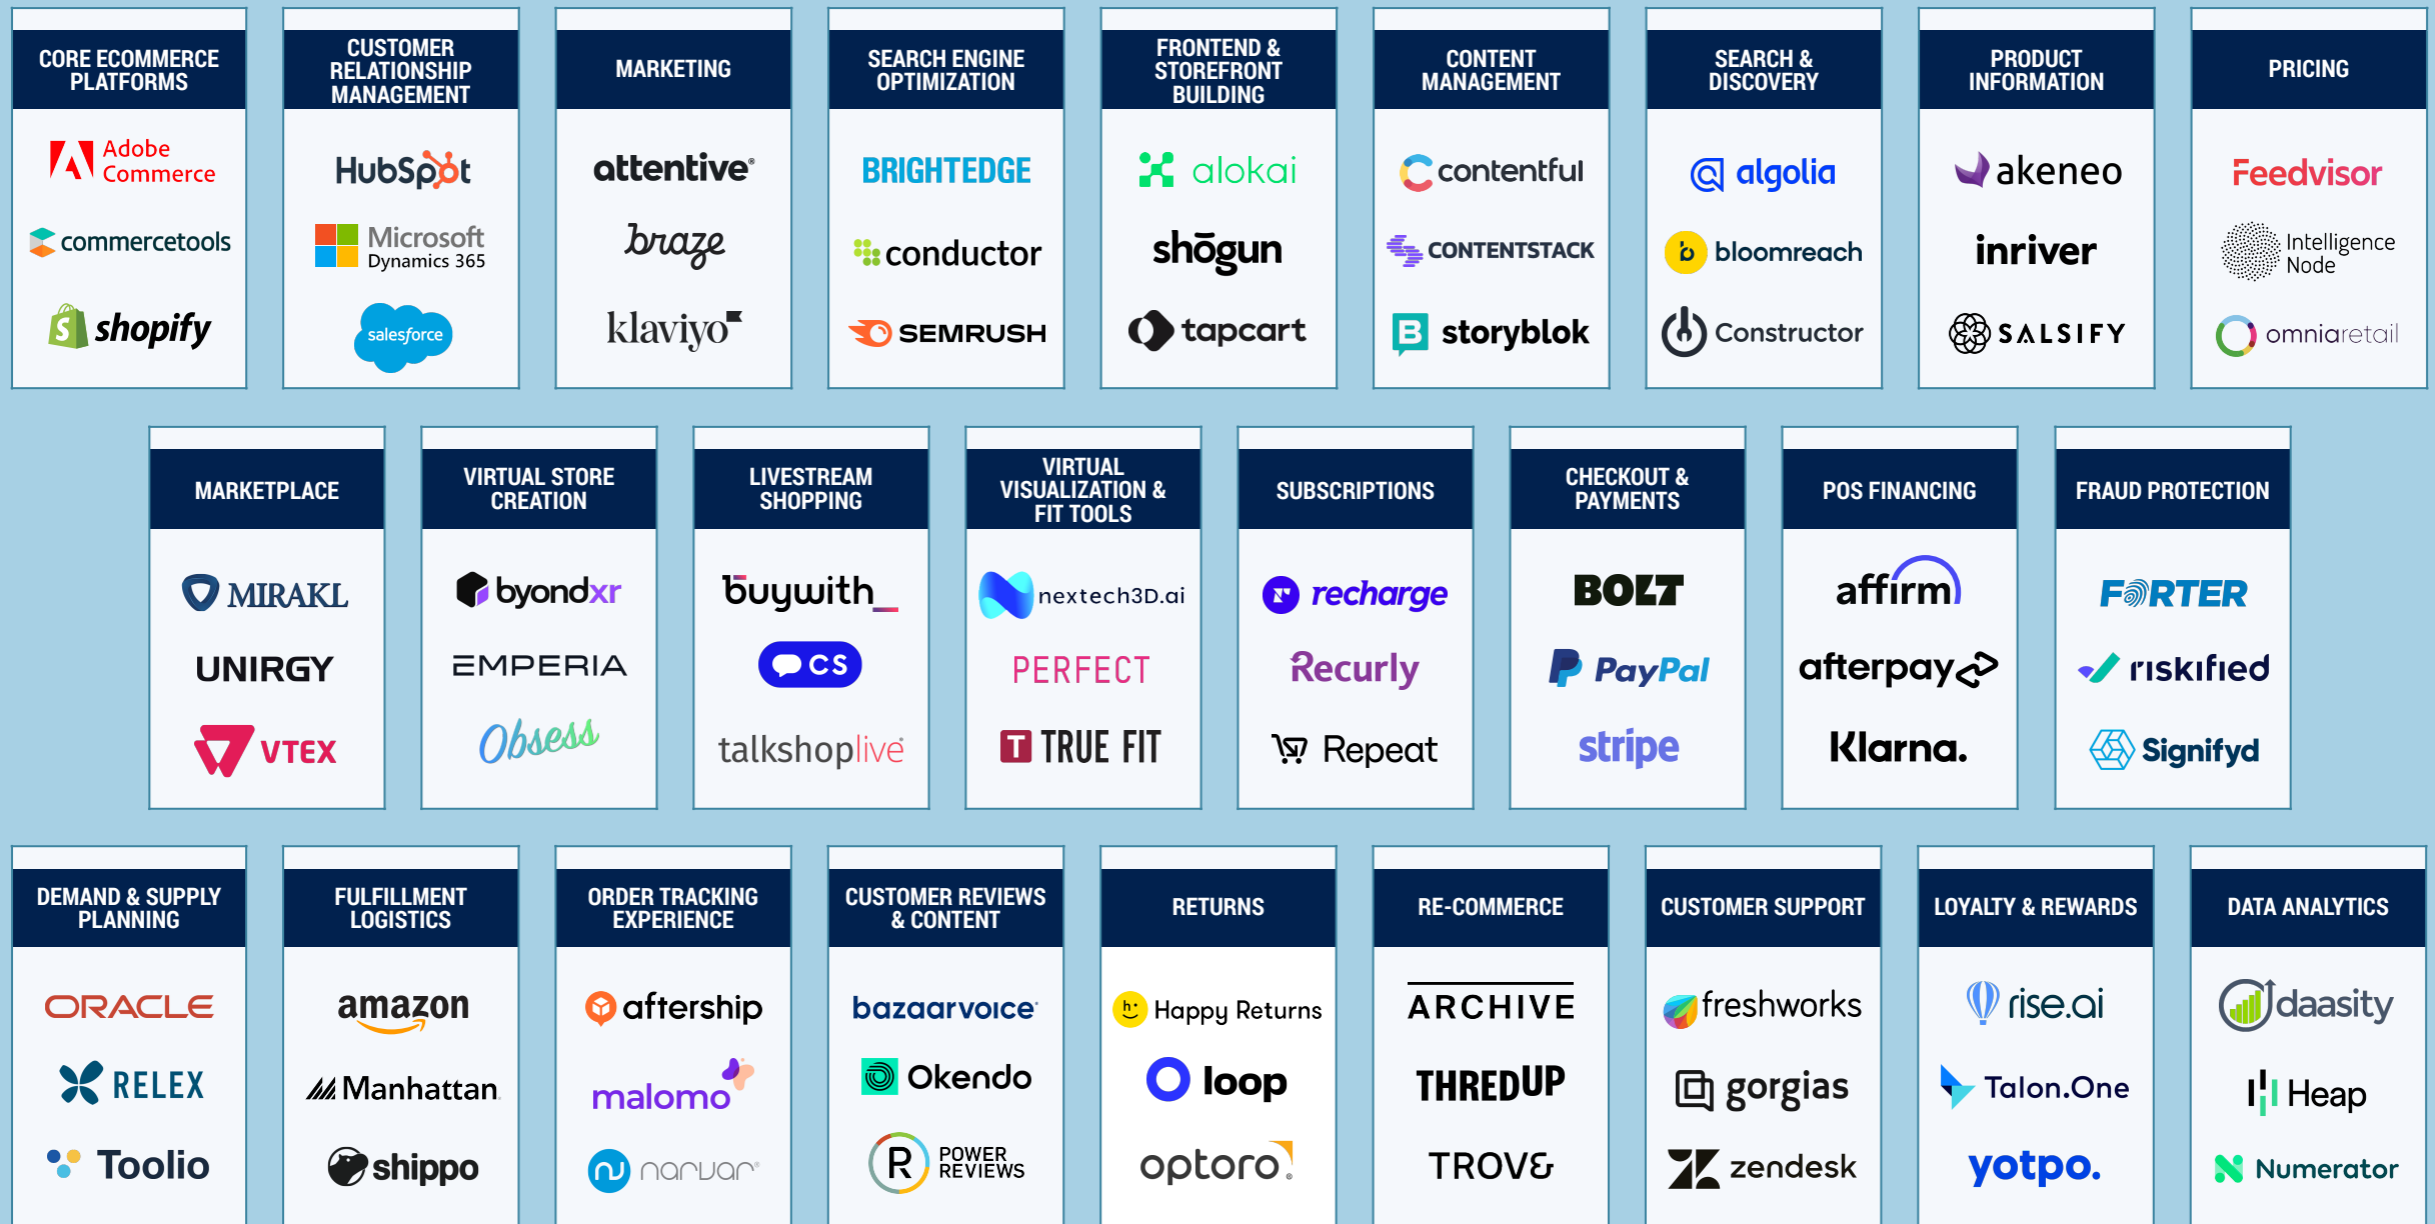 CORE ECOMMERCE
PLATFORMS
Adobe
Commerce
commercetools
shopify
CUSTOMER
RELATIONSHIP
MANAGEMENT
HubSpot
Microsoft
Dynamics 365
salesforce
MARKETING
attentive®
braze
klaviyo
SEARCH ENGINE
OPTIMIZATION
BRIGHTEDGE
conductor
SEMRUSH
FRONTEND &
STOREFRONT
BUILDING
alokai
shōgun
tapcart
CONTENT
MANAGEMENT
contentful
CONTENTSTACK
storyblok
SEARCH &
DISCOVERY
algolia
bloomreach
Constructor
PRODUCT
INFORMATION
akeneo
inriver
SALSIFY
PRICING
Feedvisor
Intelligence
Node
omniaretail
MARKETPLACE
MIRAKL
UNIRGY
VTEX
VIRTUAL STORE
CREATION
byondxr
EMPERIA
Obsess
LIVESTREAM
SHOPPING
buywith_
CS
talkshoplive
VIRTUAL
VISUALIZATION &
FIT TOOLS
nextech3D.ai
PERFECT
TRUE FIT
SUBSCRIPTIONS
recharge
Recurly
Repeat
CHECKOUT &
PAYMENTS
BOLT
PayPal
stripe
POS FINANCING
affirm
afterpay
Klarna.
FRAUD PROTECTION
FORTER
riskified
Signifyd
DEMAND & SUPPLY
PLANNING
ORACLE
RELEX
Toolio
FULFILLMENT
LOGISTICS
amazon
Manhattan
shippo
ORDER TRACKING
EXPERIENCE
aftership
malomo
narvar®
CUSTOMER REVIEWS
& CONTENT
bazaarvoice
Okendo
R POWER
REVIEWS
RETURNS
Happy Returns
loop
optoro
RE-COMMERCE
ARCHIVE
THREDUP
TROV&
CUSTOMER SUPPORT
freshworks
gorgias
zendesk
LOYALTY & REWARDS
rise.ai
Talon.One
yotpo.
DATA ANALYTICS
daasity
Heap
Numerator